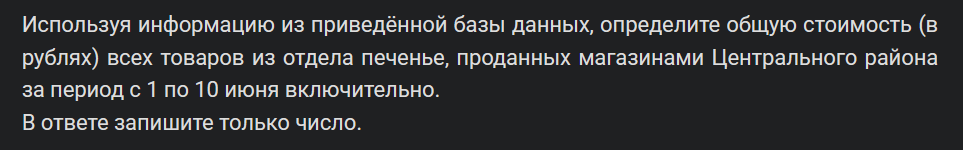 Используя информацию из приведённой базы данных, определите общую стоимость (в
рублях) всех товаров из отдела печенье, проданных магазинами Центрального района
за период с 1 по 10 июня включительно.
В ответе запишите только число.